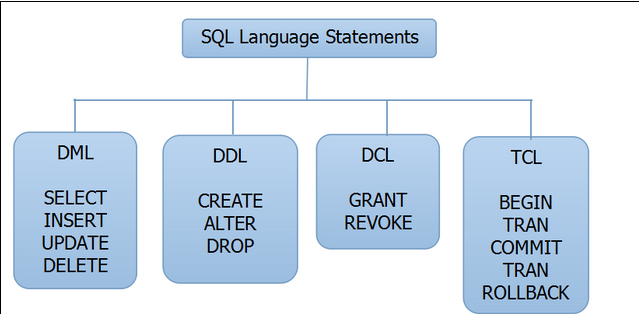 SQL Language Statements
DML
SELECT
INSERT
UPDATE
DELETE
DDL
CREATE
ALTER
DROP
DCL
GRANT
REVOKE
TCL
BEGIN
TRAN
COMMIT
TRAN
ROLLBACK